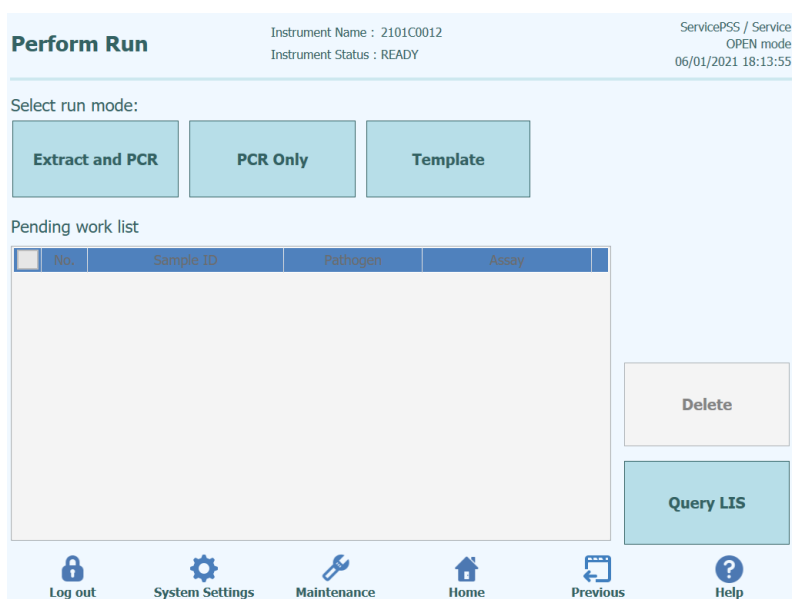 Perform Run
Instrument Name : 2101C0012
Instrument Status : READY
ServicePSS / Service
OPEN mode
06/01/2021 18:13:55
Select run mode:
Extract and PCR
PCR Only
Template
Pending work list
No. Sample ID Pathogen Assay
Delete
Query LIS
Log out System Settings Maintenance Home Previous Help